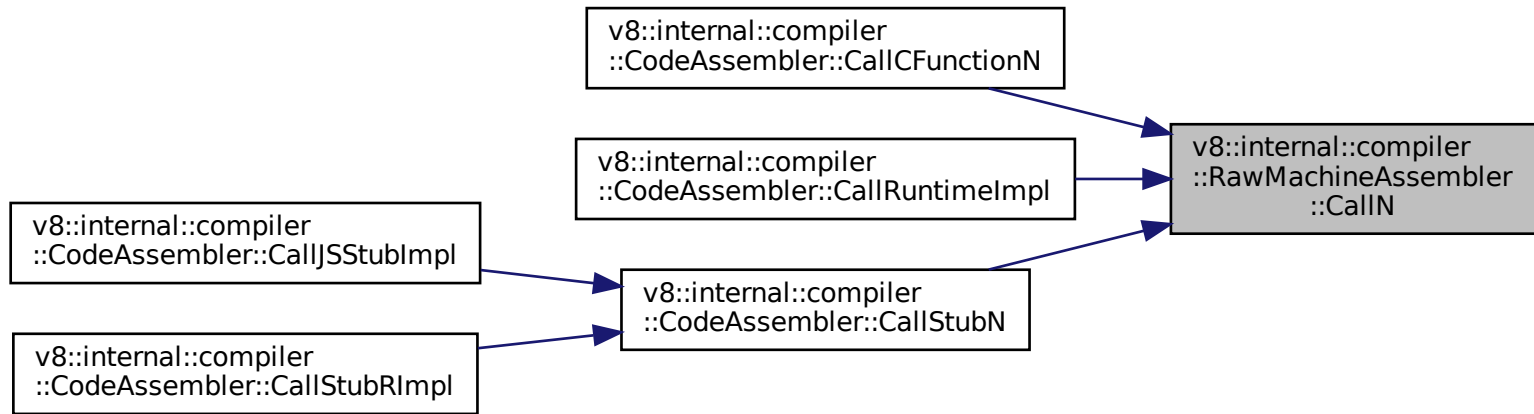 v8::internal::compiler
::CodeAssembler::CallCFunctionN
v8::internal::compiler
::RawMachineAssembler
::CallN
v8::internal::compiler
::CodeAssembler::CallRuntimeImpl
v8::internal::compiler
::CodeAssembler::CallJSStubImpl
v8::internal::compiler
::CodeAssembler::CallStubN
v8::internal::compiler
::CodeAssembler::CallStubRImpl